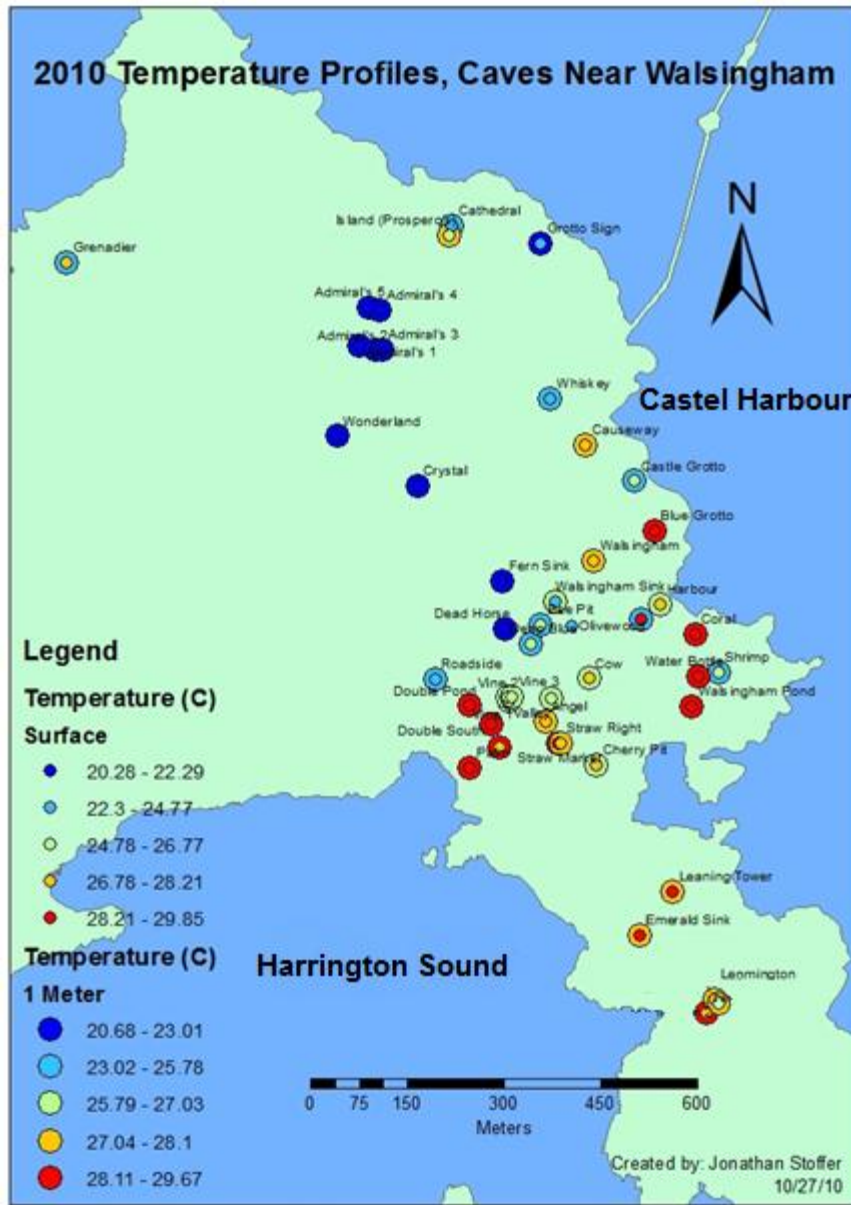 2010 Temperature Profiles, Caves Near Walsingham
N
Cathedral
Island (Prospero)
Grotto Sign
Grenadier
Admiral's 5
Admiral's 4
Admiral's 2
Admiral's 3
Admiral's 1
Whiskey
Castel Harbour
Wonderland
Causeway
Crystal
Castle Grotto
Blue Grotto
Walsingham
Fern Sink
Walsingham Sink
Harbour
Dead Horse
Pit
Olivewood
Coral
Blue
Roadside
Cow
Water Bottle
Shrimp
Double Pond
Vine 2
Vine 3
Angel
Walsingham Pond
Double South
Straw Right
Straw Market
Cherry Pit
Leaning Tower
Emerald Sink
Harrington Sound
Leomington
Legend
Temperature (C)
Surface
20.28 - 22.29
22.3 - 24.77
24.78 - 26.77
26.78 - 28.21
28.21 - 29.85
Temperature (C)
1 Meter
20.68 - 23.01
23.02 - 25.78
25.79 - 27.03
27.04 - 28.1
28.11 - 29.67
0 75 150 300 450 600
Meters
Created by: Jonathan Stoffer
10/27/10